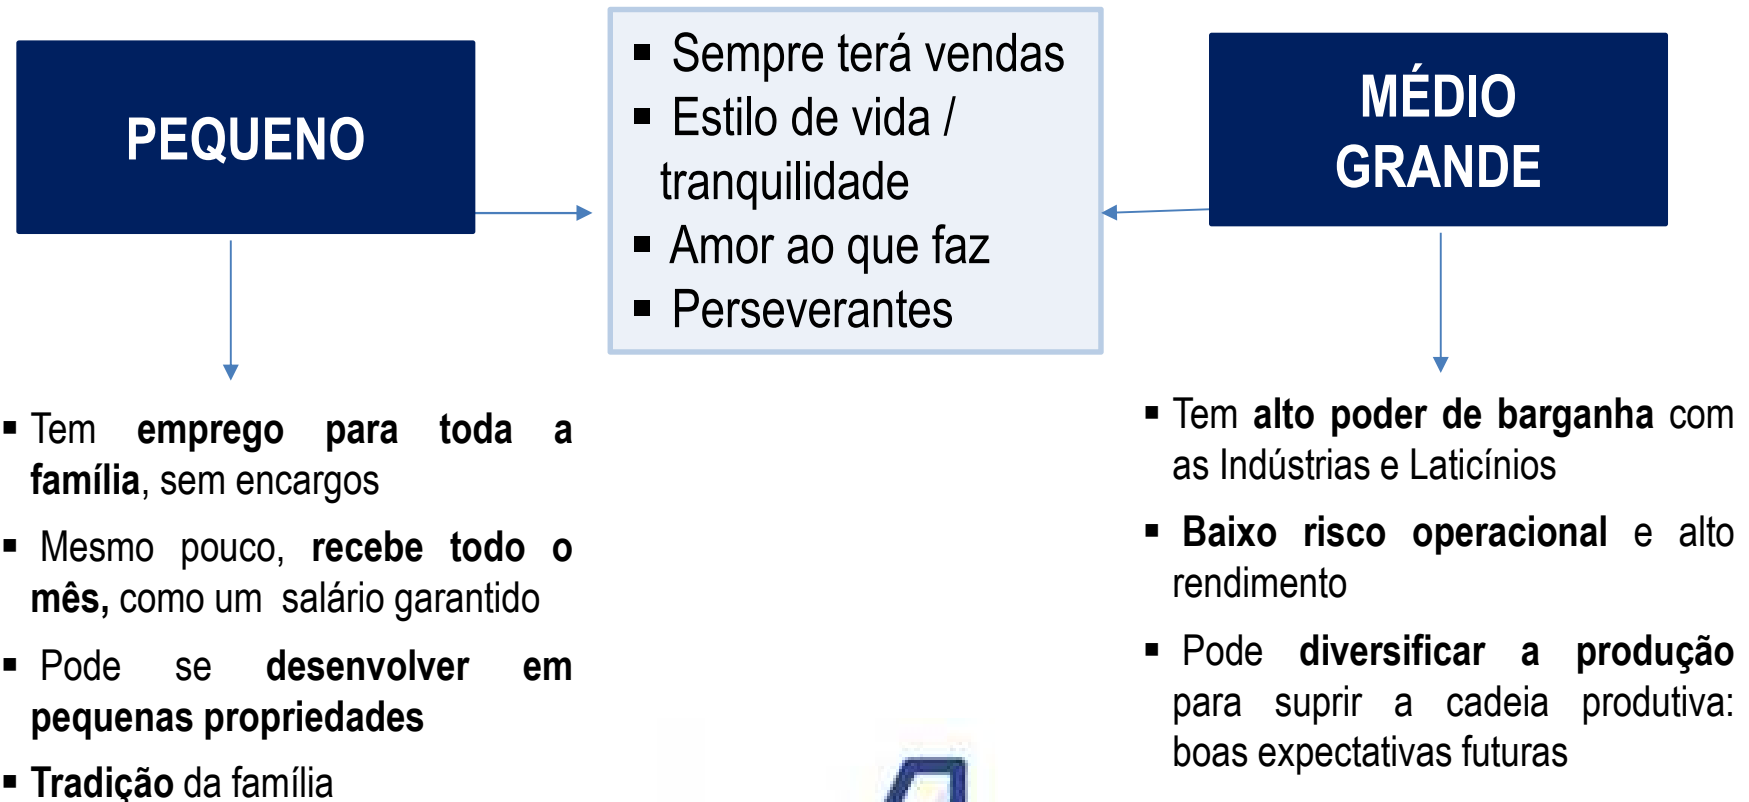 PEQUENO
▪ Sempre terá vendas
▪ Estilo de vida /
tranquilidade
▪ Amor ao que faz
▪ Perseverantes
MÉDIO
GRANDE
▪ Tem emprego para toda a
família, sem encargos
▪ Mesmo pouco, recebe todo o
mês, como um salário garantido
▪ Pode se desenvolver em
pequenas propriedades
▪ Tradição da família
▪ Tem alto poder de barganha com
as Indústrias e Laticínios
▪ Baixo risco operacional e alto
rendimento
▪ Pode diversificar a produção
para suprir a cadeia produtiva:
boas expectativas futuras